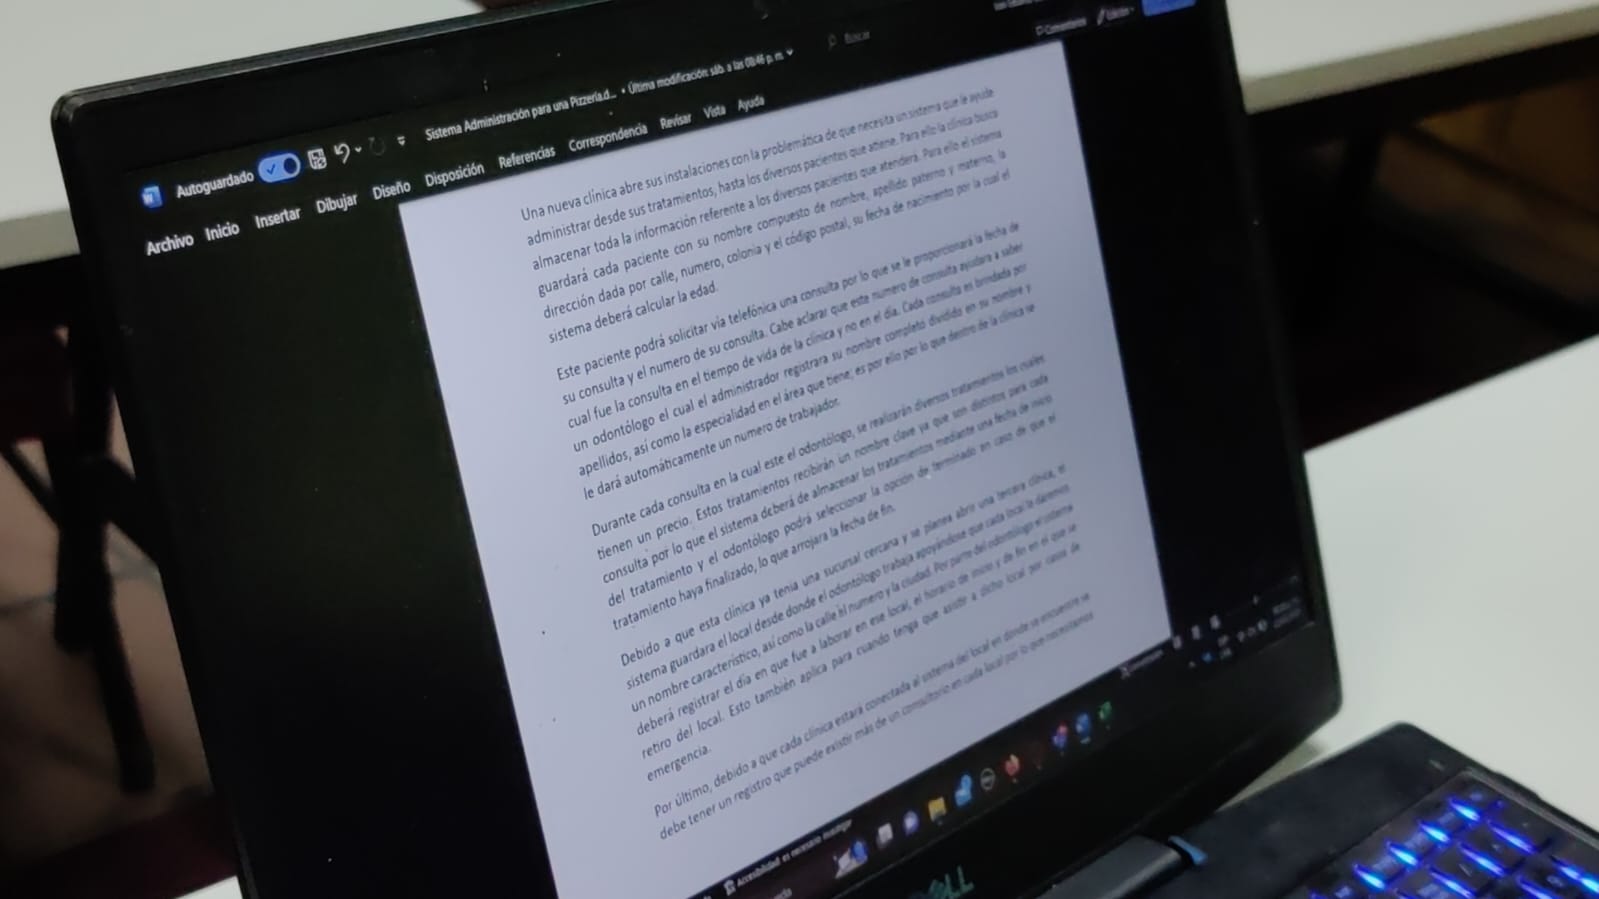 Autoguardado
Sistema Administración para una Pizzería.d... • Última modificación: sáb. a las 08:46 p. m.
Buscar
Comentarios
Edición
Archivo Inicio Insertar Dibujar Diseño Disposición Referencias Correspondencia Revisar Vista Ayuda
Una nueva clínica abre sus instalaciones con la problemática de que necesita un sistema que le ayude
administrar desde sus tratamientos, hasta los diversos pacientes que atiene. Para ello la clínica busca
almacenar toda la información referente a los diversos pacientes que atenderá. Para ello el sistema
guardará cada paciente con su nombre compuesto de nombre, apellido paterno y materno, la
dirección dada por calle, numero, colonia y el código postal, su fecha de nacimiento por la cual el
sistema deberá calcular la edad.
Este paciente podrá solicitar vía telefónica una consulta por lo que se le proporcionará la fecha de
su consulta y el numero de su consulta. Cabe aclarar que este numero de consulta ayudara a saber
cual fue la consulta en el tiempo de vida de la clínica y no en el día. Cada consulta es brindada por
un odontólogo el cual el administrador registrara su nombre completo dividido en su nombre y
apellidos, así como la especialidad en el área que tiene, es por ello por lo que dentro de la clínica se
le dará automáticamente un numero de trabajador.
Durante cada consulta en la cual este el odontólogo, se realizarán diversos tratamientos los cuales
tienen un precio. Estos tratamientos recibirán un nombre clave ya que son distintos para cada
consulta por lo que el sistema deberá de almacenar los tratamientos mediante una fecha de inicio
del tratamiento y el odontólogo podrá seleccionar la opción de terminado en caso de que el
tratamiento haya finalizado, lo que arrojara la fecha de fin.
Debido a que esta clínica ya tenia una sucursal cercana y se planea abrir una tercera clínica, el
sistema guardara el local desde donde el odontólogo trabaja apoyándose que cada local le daremos
un nombre característico, así como la calle el numero y la ciudad. Por parte del odontólogo el sistema
deberá registrar el día en que fue a laborar en ese local, el horario de inicio y de fin en el que se
retiro del local. Esto también aplica para cuando tenga que asistir a dicho local por casos de
emergencia.
Por último, debido a que cada clínica estará conectada al sistema del local en donde se encuentre se
debe tener un registro que puede existir más de un consultorio en cada local por lo que necesitamos
Accesibilidad: es necesario investigar
DELL